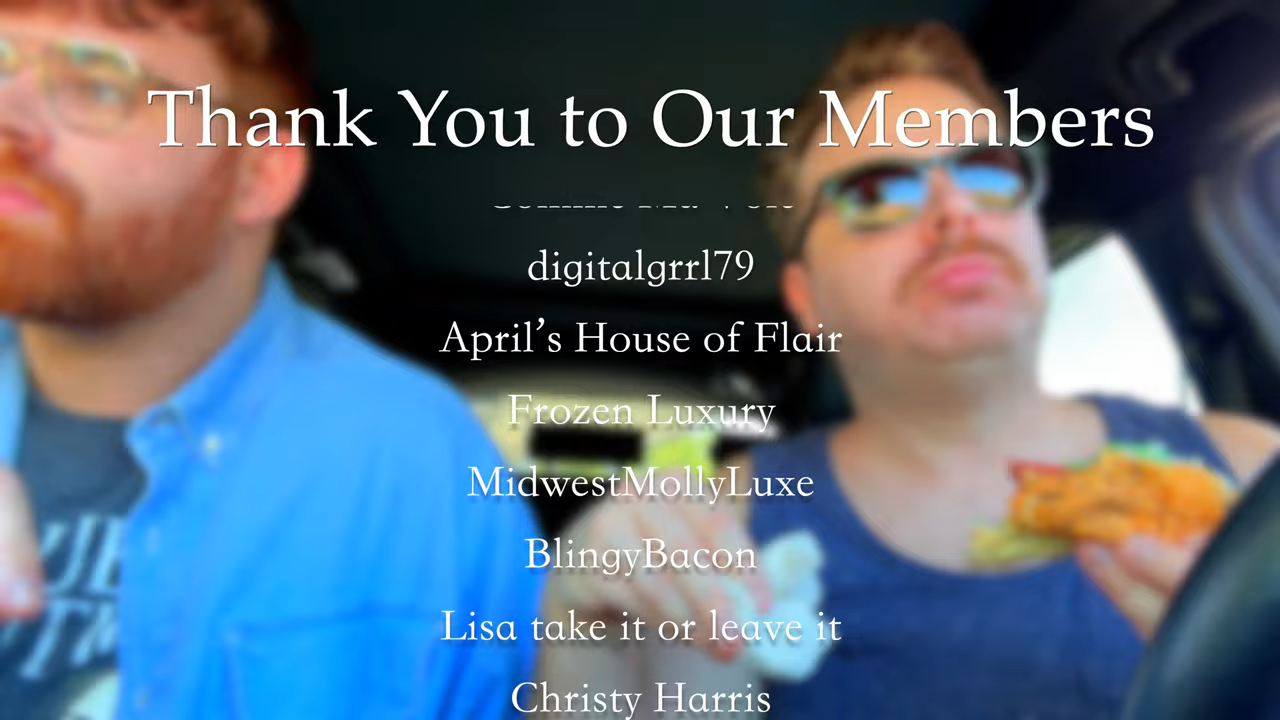 Thank You to Our Members
digitalgrrl79
April’s House of Flair
Frozen Luxury
MidwestMollyLuxe
BlingyBacon
Lisa take it or leave it
Christy Harris